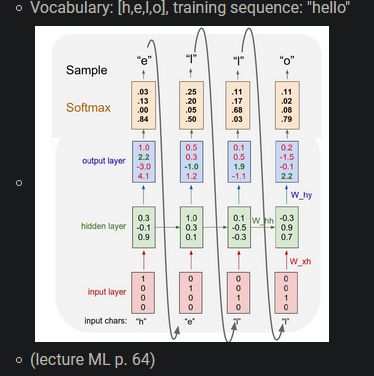 Vocabulary: [h,e,l,o], training sequence: "hello"
Sample "e" "l" "l" "o"
Softmax
.03 .25 .11 .11
.13 .20 .17 .02
.00 .05 .68 .08
.84 .50 .03 .79
output layer
1.0 0.5 0.1 0.2
2.2 0.3 0.5 -1.5
-3.0 -1.0 1.9 -0.1
4.1 1.2 -1.1 2.2
W_hy
hidden layer
0.3 1.0 0.1 -0.3
-0.1 0.3 -0.5 0.9
0.9 0.1 -0.3 0.7
W_hh
W_xh
input layer
1 0 0 0
0 1 0 0
0 0 1 1
0 0 0 0
input chars: "h" "e" "l" "l"
(lecture ML p. 64)